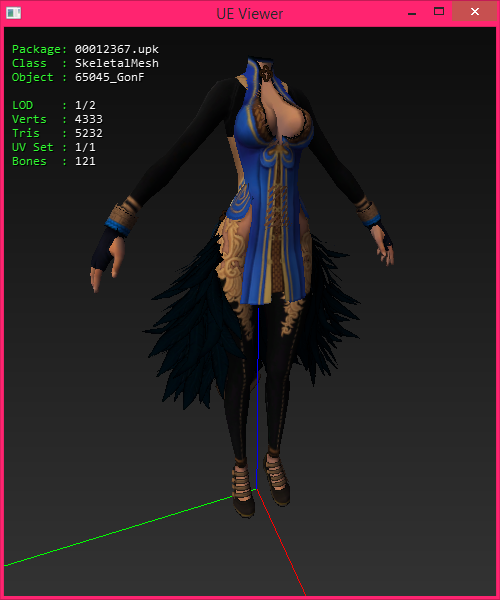 UE Viewer
Package: 00012367.upk
Class  : SkeletalMesh
Object : 65045_GonF
LOD    : 1/2
Verts  : 4333
Tris   : 5232
UV Set : 1/1
Bones  : 121